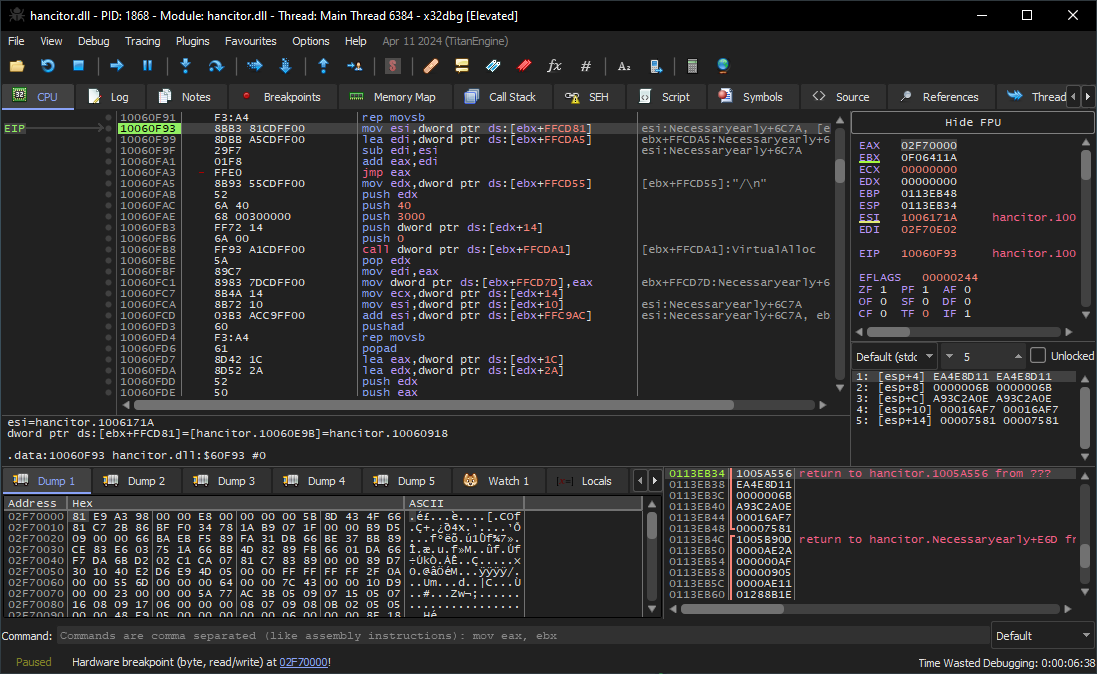 hancitor.dll - PID: 1868 - Module: hancitor.dll - Thread: Main Thread 6384 - x32dbg [Elevated]
File View Debug Tracing Plugins Favourites Options Help Apr 11 2024 (TitanEngine)
CPU Log Notes Breakpoints Memory Map Call Stack SEH Script Symbols Source References Thread
Hide FPU
10060F91 F3:A4 rep movsb
EIP 10060F93 8BB3 81CDFF00 mov esi,dword ptr ds:[ebx+FFCD81] esi:Necessaryearly+6C7A, [e
10060F99 8DBB A5CDFF00 lea edi,dword ptr ds:[ebx+FFCDA5] ebx+FFCDA5:Necessaryearly+6
10060F9F 29F7 sub edi,esi esi:Necessaryearly+6C7A
10060FA1 01F8 add eax,edi
10060FA3 FFE0 jmp eax
10060FA5 8B93 55CDFF00 mov edx,dword ptr ds:[ebx+FFCD55] [ebx+FFCD55]:"/\n"
10060FAB 52 push edx
10060FAC 6A 40 push 40
10060FAE 68 00300000 push 3000
10060FB3 FF72 14 push dword ptr ds:[edx+14]
10060FB6 6A 00 push 0
10060FB8 FF93 A1CDFF00 call dword ptr ds:[ebx+FFCDA1] [ebx+FFCDA1]:VirtualAlloc
10060FBE 5A pop edx
10060FBF 89C7 mov edi,eax
10060FC1 8983 7DCDFF00 mov dword ptr ds:[ebx+FFCD7D],eax ebx+FFCD7D:Necessaryearly+6
10060FC7 8B4A 14 mov ecx,dword ptr ds:[edx+14]
10060FCA 8B72 10 mov esi,dword ptr ds:[edx+10] esi:Necessaryearly+6C7A
10060FCD 03B3 ACC9FF00 add esi,dword ptr ds:[ebx+FFC9AC] esi:Necessaryearly+6C7A, eb
10060FD3 60 pushad
10060FD4 F3:A4 rep movsb
10060FD6 61 popad
10060FD7 8D42 1C lea eax,dword ptr ds:[edx+1C]
10060FDA 8D52 2A lea edx,dword ptr ds:[edx+2A]
10060FDD 52 push edx
10060FDE 50 push eax
EAX 02F70000
EBX 0F06411A
ECX 00000000
EDX 00000000
EBP 0113EB48
ESP 0113EB34
ESI 1006171A hancitor.100
EDI 02F70E02
EIP 10060F93 hancitor.100
EFLAGS 00000244
ZF 1 PF 1 AF 0
OF 0 SF 0 DF 0
CF 0 TF 0 IF 1
Default (stdc 5 Unlocked
1: [esp+4] EA4E8D11 EA4E8D11
2: [esp+8] 0000006B 0000006B
3: [esp+C] A93C2A0E A93C2A0E
4: [esp+10] 00016AF7 00016AF7
5: [esp+14] 00007581 00007581
esi=hancitor.1006171A
dword ptr ds:[ebx+FFCD81]=[hancitor.10060E9B]=hancitor.10060918
.data:10060F93 hancitor.dll:$60F93 #0
Dump 1 Dump 2 Dump 3 Dump 4 Dump 5 Watch 1 Locals
Address Hex ASCII
02F70000 81 E9 A3 98 00 00 E8 00 00 00 00 5B 8D 43 4F 66 .é£...è....[.COf
02F70010 81 C7 2B 86 BF F0 34 78 1A B9 07 1F 00 00 B9 D5
02F70020 09 00 00 66 BA EB F5 89 FA 31 DB 66 BE 37 BB 89
02F70030 CE 83 E6 03 75 1A 66 BB 4D 82 89 FB 66 01 DA 66
02F70040 F7 DA 6B D2 02 C1 CA 07 81 C7 83 89 00 00 89 D7
02F70050 30 10 40 E2 D6 E9 4D 05 00 00 FF FF FF FF 2F 0A 0.@âÖéM...ÿÿÿÿ/.
02F70060 00 00 55 6D 00 00 00 64 00 00 7C 43 00 00 10 D9 ..Um...d..|C...Ù
02F70070 00 00 23 00 00 00 5A 77 AC 3B 05 09 07 15 05 07 ..#...Zw¬;......
02F70080 16 08 09 17 06 00 00 00 08 07 09 08 0B 02 05 05 ................
02F70090
0113EB34 1005A556 return to hancitor.1005A556 from ???
0113EB38 EA4E8D11
0113EB3C 0000006B
0113EB40 A93C2A0E
0113EB44 00016AF7
0113EB48 00007581
0113EB4C 1005B90D return to hancitor.Necessaryearly+E6D fr
0113EB50 0000AE2A
0113EB54 000000AF
0113EB58 00000905
0113EB5C 0000AE11
0113EB60 01288B1E
Command: Commands are comma separated (like assembly instructions): mov eax, ebx Default
Paused Hardware breakpoint (byte, read/write) at 02F70000! Time Wasted Debugging: 0:00:06:38